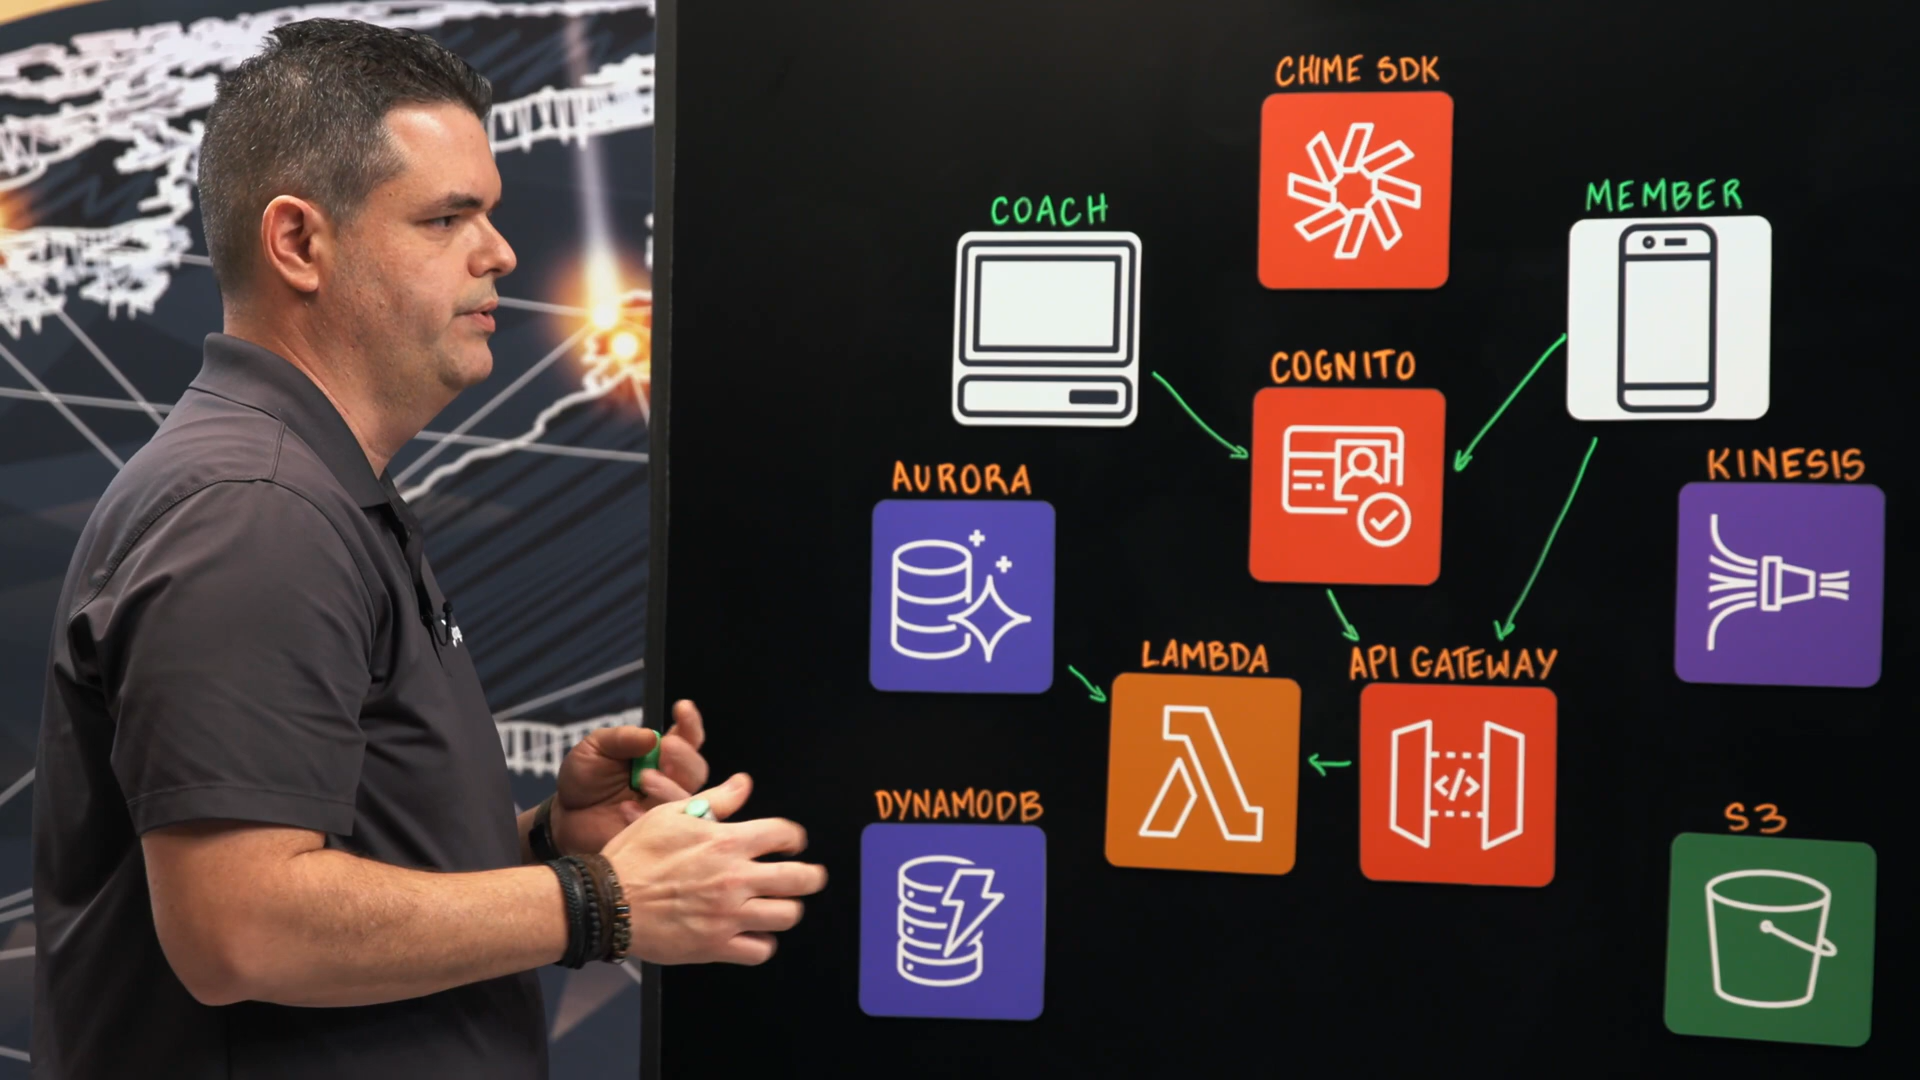 CHIME SDK
COACH
MEMBER
COGNITO
AURORA
KINESIS
LAMBDA
API GATEWAY
</>
DYNAMODB
S3